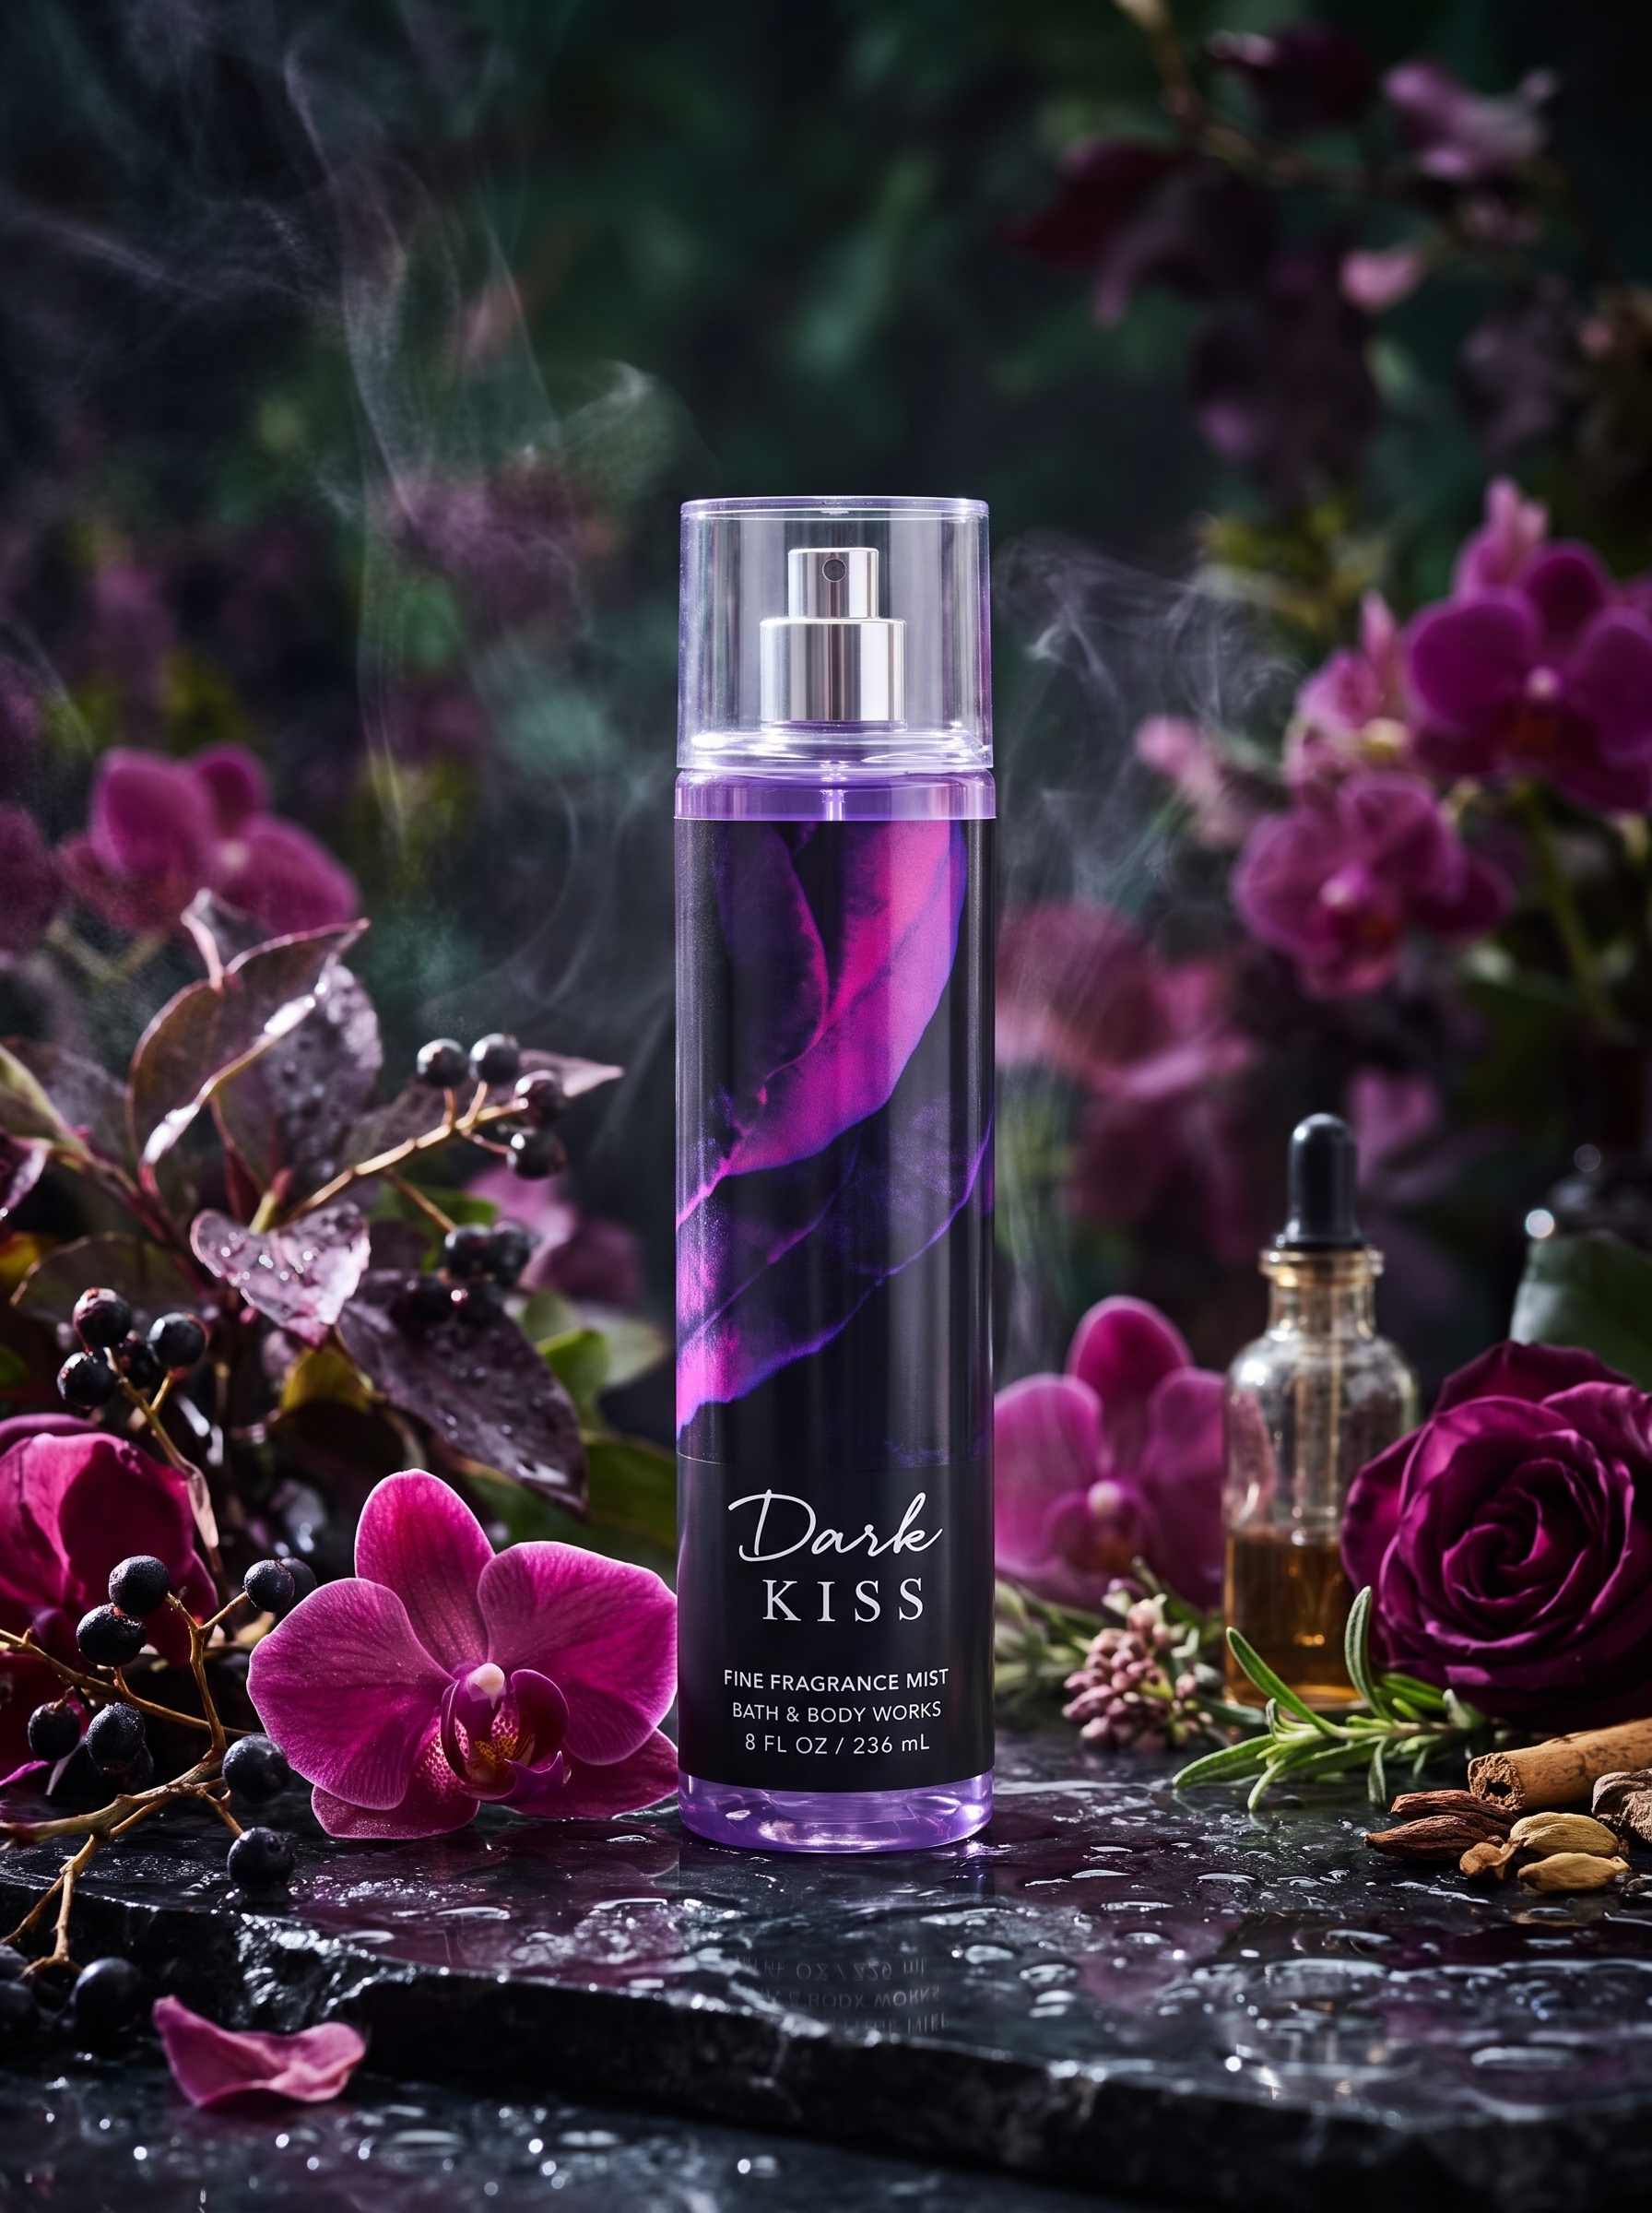 Dark
KISS
FINE FRAGRANCE MIST
BATH & BODY WORKS
8 FL OZ / 236 mL